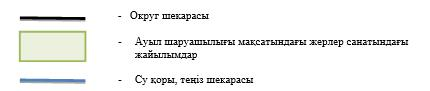 - Округ шекарасы
- Ауыл шаруашылығы мақсатындағы жерлер санатындағы
жайылымдар
- Су қоры, теңіз шекарасы